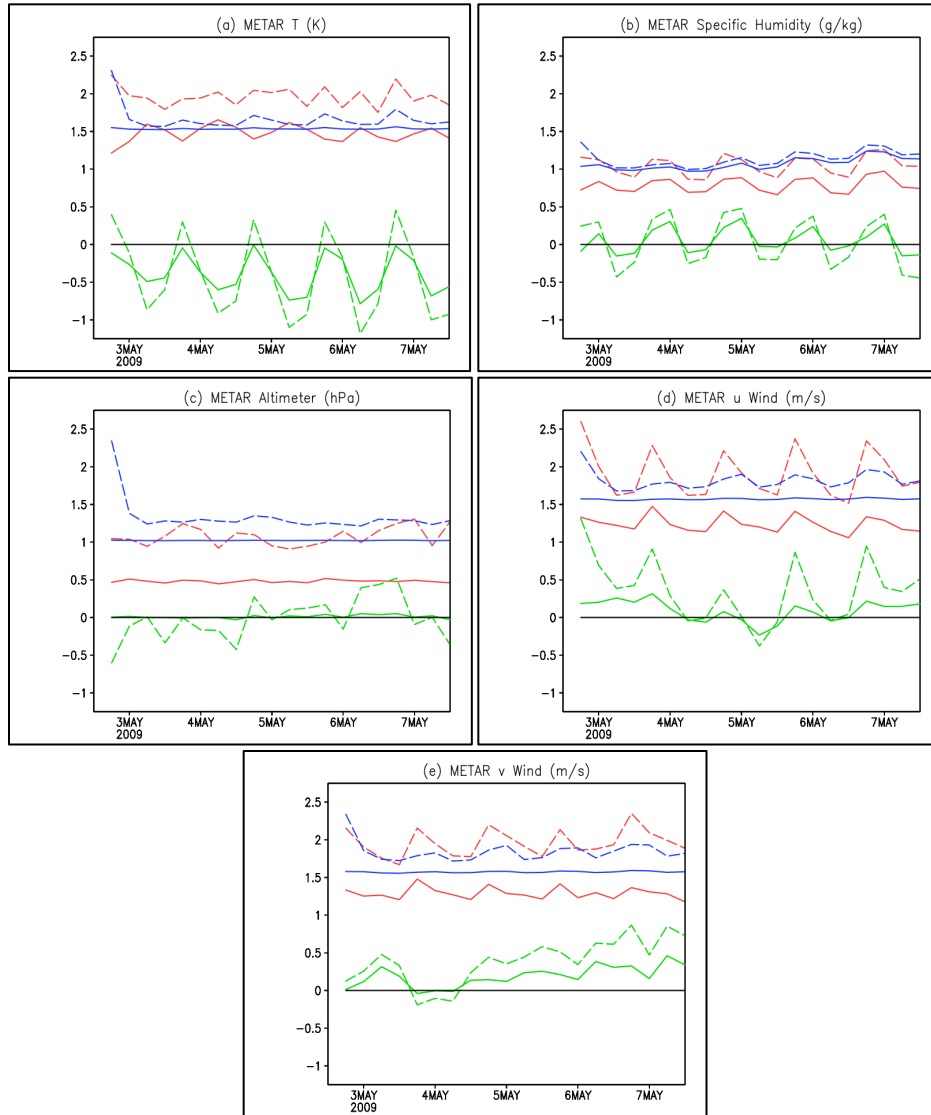 (a) METAR T (K)
2.5
2
1.5
1
0.5
0
-0.5
-1
3MAY
2009
4MAY
5MAY
6MAY
7MAY
(b) METAR Specific Humidity (g/kg)
2.5
2
1.5
1
0.5
0
-0.5
-1
3MAY
2009
4MAY
5MAY
6MAY
7MAY
(c) METAR Altimeter (hPa)
2.5
2
1.5
1
0.5
0
-0.5
-1
3MAY
2009
4MAY
5MAY
6MAY
7MAY
(d) METAR u Wind (m/s)
2.5
2
1.5
1
0.5
0
-0.5
-1
3MAY
2009
4MAY
5MAY
6MAY
7MAY
(e) METAR v Wind (m/s)
2.5
2
1.5
1
0.5
0
-0.5
-1
3MAY
2009
4MAY
5MAY
6MAY
7MAY